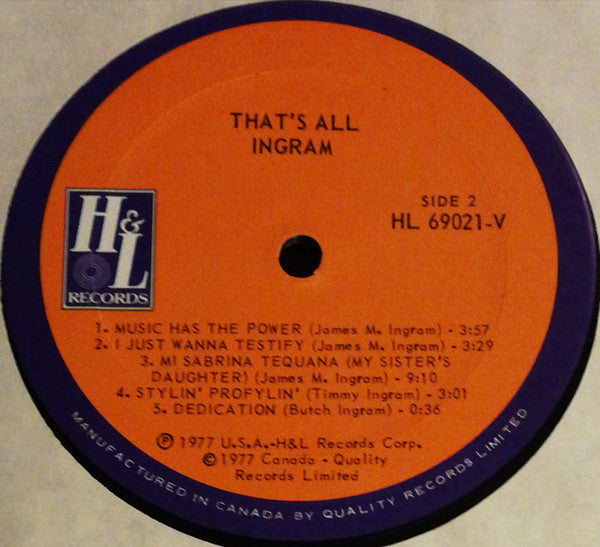 THAT'S ALL
INGRAM
H&L
RECORDS
SIDE 2
HL 69021-V
1. MUSIC HAS THE POWER (James M. Ingram) - 3:57
2. I JUST WANNA TESTIFY (James M. Ingram) - 3:29
3. MI SABRINA TEQUANA (MY SISTER'S
DAUGHTER) (James M. Ingram) - 9:10
4. STYLIN' PROFYLIN' (Timmy Ingram) - 3:01
5. DEDICATION (Butch Ingram) - 0:36
℗ 1977 U.S.A.-H&L Records Corp.
© 1977 Canada - Quality
Records Limited
MANUFACTURED IN CANADA BY QUALITY RECORDS LIMITED